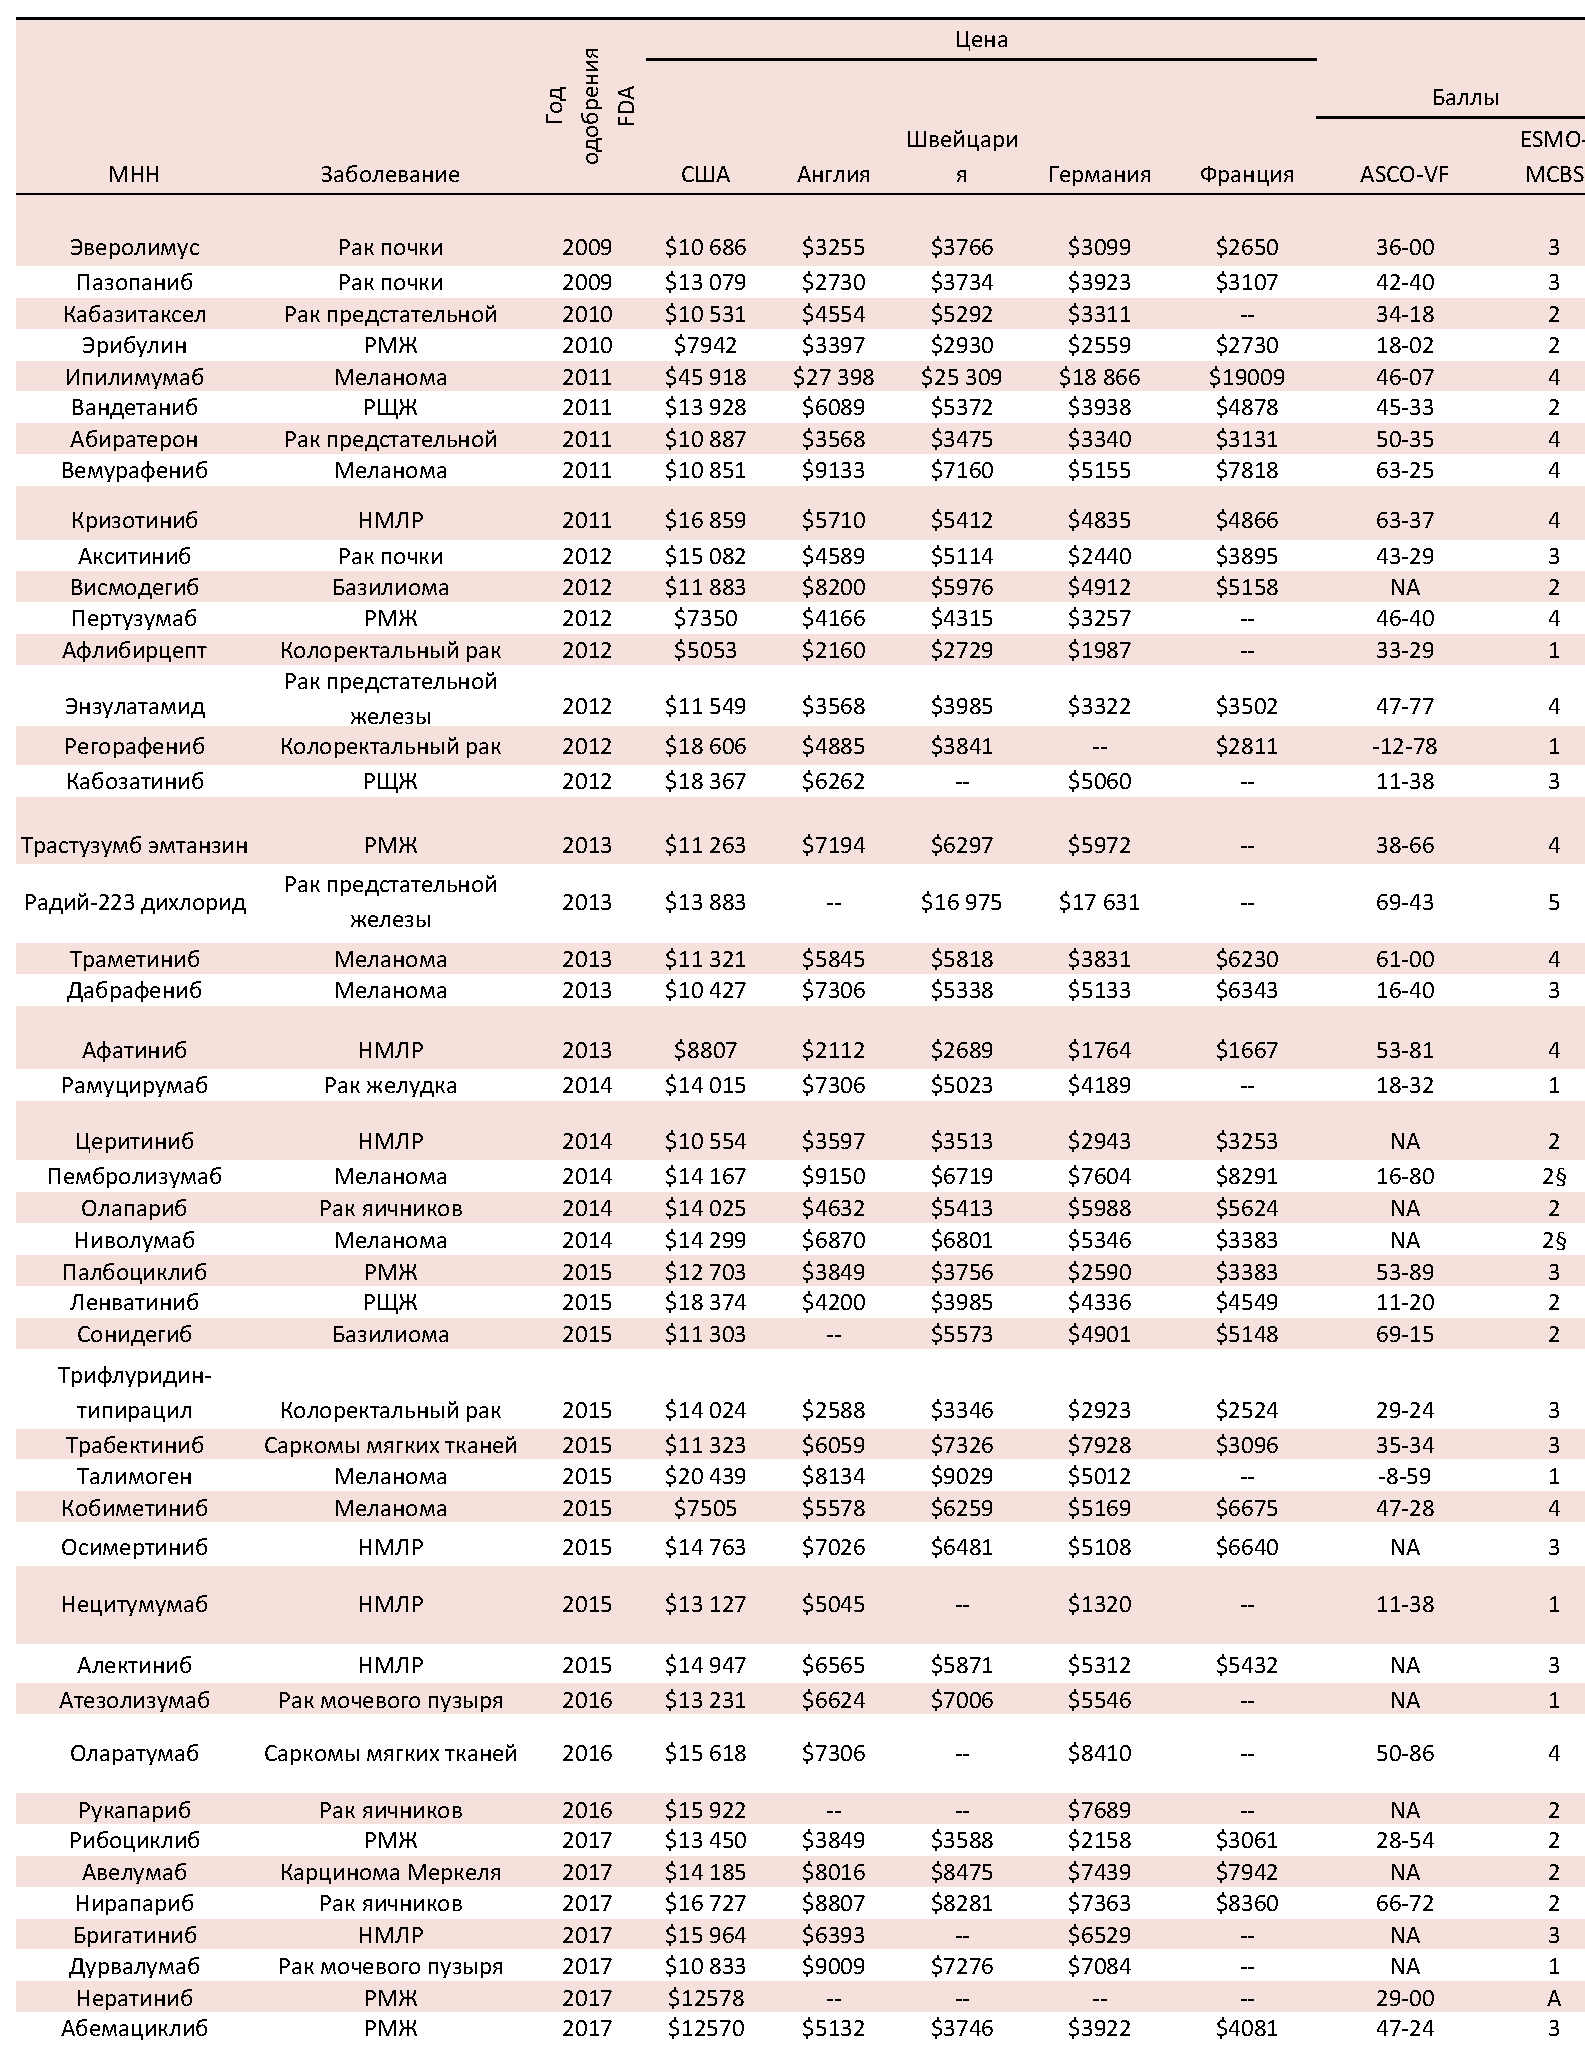 Цена
Год одобрения FDA
Баллы
Швейцари ESMO-
МНН Заболевание США Англия я Германия Франция ASCO-VF MCBS
Эверолимус Рак почки 2009 $10 686 $3255 $3766 $3099 $2650 36-00 3
Пазопаниб Рак почки 2009 $13 079 $2730 $3734 $3923 $3107 42-40 3
Кабазитаксел Рак предстательной 2010 $10 531 $4554 $5292 $3311 -- 34-18 2
Эрибулин РМЖ 2010 $7942 $3397 $2930 $2559 $2730 18-02 2
Ипилимумаб Меланома 2011 $45 918 $27 398 $25 309 $18 866 $19009 46-07 4
Вандетаниб РЩЖ 2011 $13 928 $6089 $5372 $3938 $4878 45-33 2
Абиратерон Рак предстательной 2011 $10 887 $3568 $3475 $3340 $3131 50-35 4
Вемурафениб Меланома 2011 $10 851 $9133 $7160 $5155 $7818 63-25 4
Кризотиниб НМЛР 2011 $16 859 $5710 $5412 $4835 $4866 63-37 4
Акситиниб Рак почки 2012 $15 082 $4589 $5114 $2440 $3895 43-29 3
Висмодегиб Базилиома 2012 $11 883 $8200 $5976 $4912 $5158 NA 2
Пертузумаб РМЖ 2012 $7350 $4166 $4315 $3257 -- 46-40 4
Афлибирцепт Колоректальный рак 2012 $5053 $2160 $2729 $1987 -- 33-29 1
Рак предстательной
Энзулатамид железы 2012 $11 549 $3568 $3985 $3322 $3502 47-77 4
Регорафениб Колоректальный рак 2012 $18 606 $4885 $3841 -- $2811 -12-78 1
Кабозатиниб РЩЖ 2012 $18 367 $6262 -- $5060 -- 11-38 3
Трастузумб эмтанзин РМЖ 2013 $11 263 $7194 $6297 $5972 -- 38-66 4
Рак предстательной
Радий-223 дихлорид железы 2013 $13 883 -- $16 975 $17 631 -- 69-43 5
Траметиниб Меланома 2013 $11 321 $5845 $5818 $3831 $6230 61-00 4
Дабрафениб Меланома 2013 $10 427 $7306 $5338 $5133 $6343 16-40 3
Афатиниб НМЛР 2013 $8807 $2112 $2689 $1764 $1667 53-81 4
Рамуцирумаб Рак желудка 2014 $14 015 $7306 $5023 $4189 -- 18-32 1
Церитиниб НМЛР 2014 $10 554 $3597 $3513 $2943 $3253 NA 2
Пембролизумаб Меланома 2014 $14 167 $9150 $6719 $7604 $8291 16-80 2§
Олапариб Рак яичников 2014 $14 025 $4632 $5413 $5988 $5624 NA 2
Ниволумаб Меланома 2014 $14 299 $6870 $6801 $5346 $3383 NA 2§
Палбоциклиб РМЖ 2015 $12 703 $3849 $3756 $2590 $3383 53-89 3
Ленватиниб РЩЖ 2015 $18 374 $4200 $3985 $4336 $4549 11-20 2
Сонидегиб Базилиома 2015 $11 303 -- $5573 $4901 $5148 69-15 2
Трифлуридин-
типирацил Колоректальный рак 2015 $14 024 $2588 $3346 $2923 $2524 29-24 3
Трабектиниб Саркомы мягких тканей 2015 $11 323 $6059 $7326 $7928 $3096 35-34 3
Талимоген Меланома 2015 $20 439 $8134 $9029 $5012 -- -8-59 1
Кобиметиниб Меланома 2015 $7505 $5578 $6259 $5169 $6675 47-28 4
Осимертиниб НМЛР 2015 $14 763 $7026 $6481 $5108 $6640 NA 3
Нецитумумаб НМЛР 2015 $13 127 $5045 -- $1320 -- 11-38 1
Алектиниб НМЛР 2015 $14 947 $6565 $5871 $5312 $5432 NA 3
Атезолизумаб Рак мочевого пузыря 2016 $13 231 $6624 $7006 $5546 -- NA 1
Оларатумаб Саркомы мягких тканей 2016 $15 618 $7306 -- $8410 -- 50-86 4
Рукапариб Рак яичников 2016 $15 922 -- -- $7689 -- NA 2
Рибоциклиб РМЖ 2017 $13 450 $3849 $3588 $2158 $3061 28-54 2
Авелумаб Карцинома Меркеля 2017 $14 185 $8016 $8475 $7439 $7942 NA 2
Нирапариб Рак яичников 2017 $16 727 $8807 $8281 $7363 $8360 66-72 2
Бригатиниб НМЛР 2017 $15 964 $6393 -- $6529 -- NA 3
Дурвалумаб Рак мочевого пузыря 2017 $10 833 $9009 $7276 $7084 -- NA 1
Нератиниб РМЖ 2017 $12578 -- -- -- -- 29-00 A
Абемациклиб РМЖ 2017 $12570 $5132 $3746 $3922 $4081 47-24 3